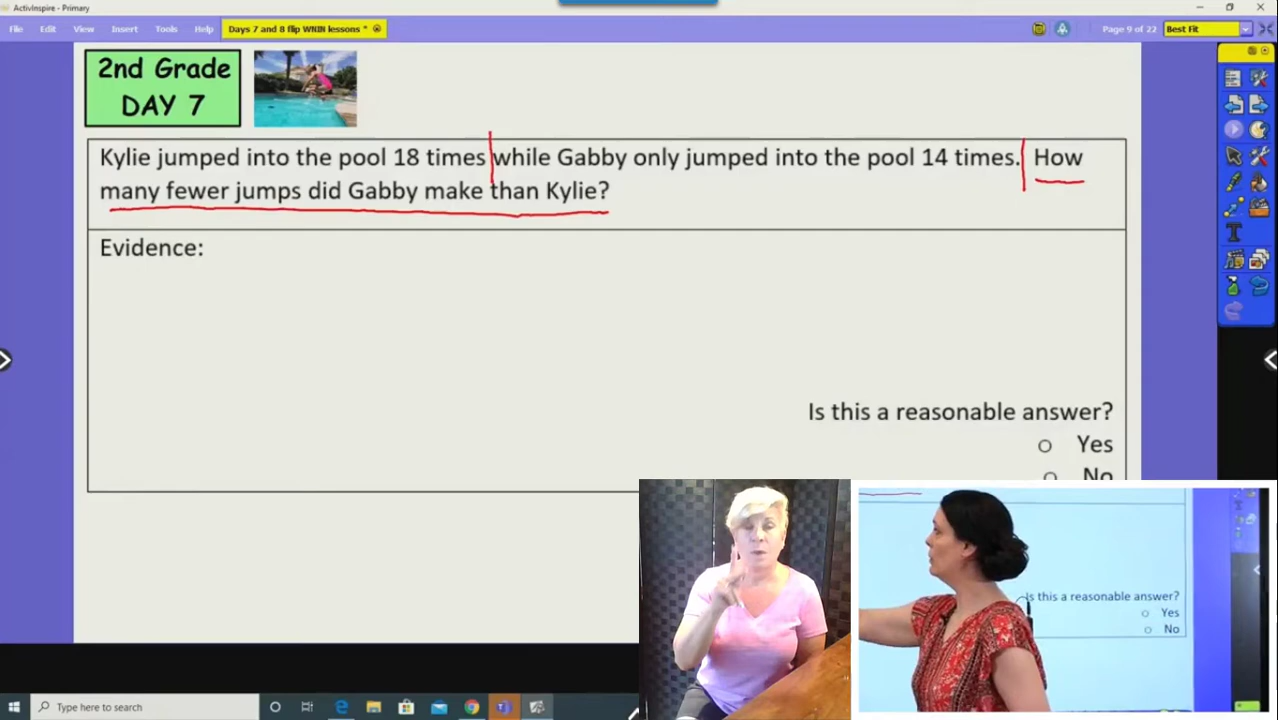 ActivInspire - Primary
File Edit View Insert Tools Help Days 7 and 8 flip WNIN lessons * Page 9 of 22 Best Fit
2nd Grade
DAY 7
Kylie jumped into the pool 18 times while Gabby only jumped into the pool 14 times. How
many fewer jumps did Gabby make than Kylie?
Evidence:
Is this a reasonable answer?
Yes
No
Is this a reasonable answer?
Yes
No
Type here to search